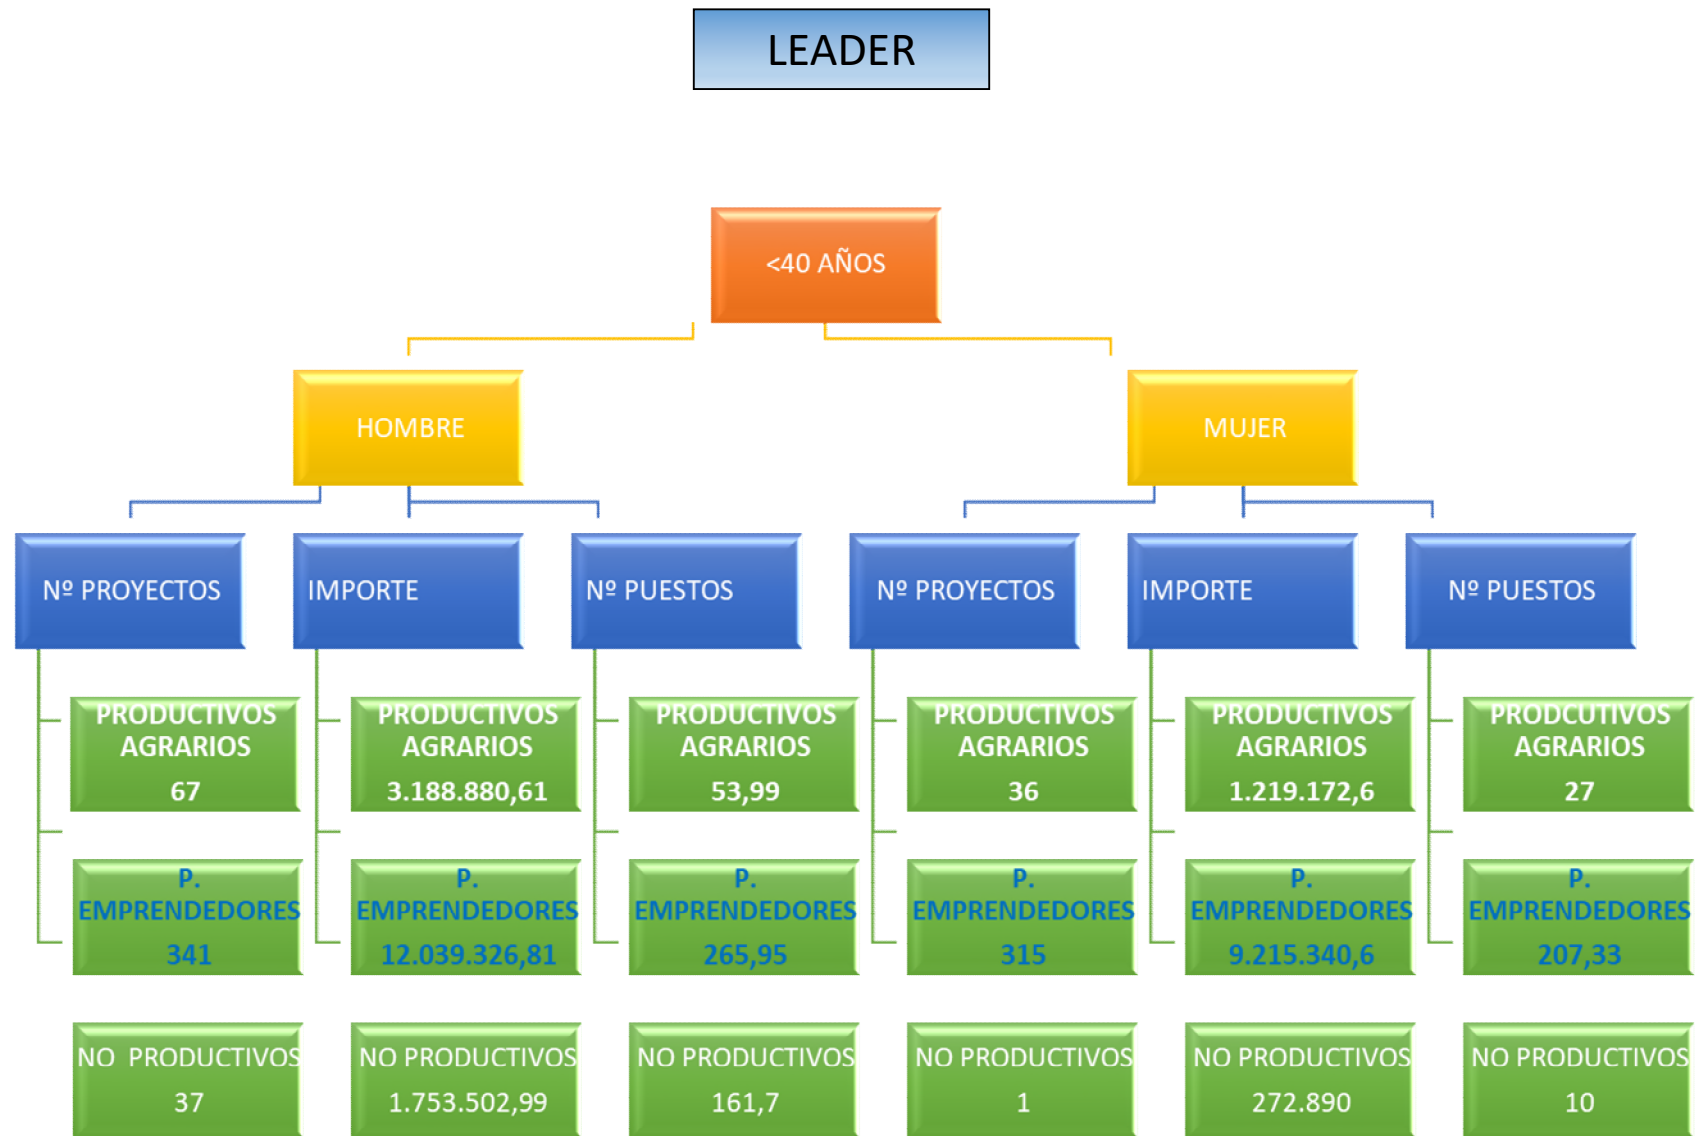 LEADER
<40 AÑOS
HOMBRE
MUJER
Nº PROYECTOS
IMPORTE
Nº PUESTOS
Nº PROYECTOS
IMPORTE
Nº PUESTOS
PRODUCTIVOS
AGRARIOS
67
PRODUCTIVOS
AGRARIOS
3.188.880,61
PRODUCTIVOS
AGRARIOS
53,99
PRODUCTIVOS
AGRARIOS
36
PRODUCTIVOS
AGRARIOS
1.219.172,6
PRODCUTIVOS
AGRARIOS
27
P.
EMPRENDEDORES
341
P.
EMPRENDEDORES
12.039.326,81
P.
EMPRENDEDORES
265,95
P.
EMPRENDEDORES
315
P.
EMPRENDEDORES
9.215.340,6
P.
EMPRENDEDORES
207,33
NO PRODUCTIVOS
37
NO PRODUCTIVOS
1.753.502,99
NO PRODUCTIVOS
161,7
NO PRODUCTIVOS
1
NO PRODUCTIVOS
272.890
NO PRODUCTIVOS
10